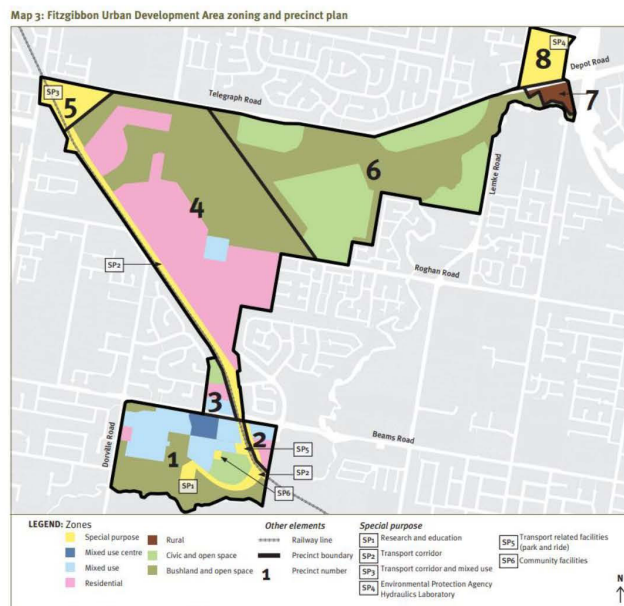 Map 3: Fitzgibbon Urban Development Area zoning and precinct plan
SP4
8
Depot Road
SP3
5
Telegraph Road
7
6
Lemke Road
4
SP2
Roghan Road
3
2
Beams Road
Dorville Road
1
SP5
SP2
SP1
SP6
LEGEND: Zones
Special purpose
Mixed use centre
Mixed use
Residential
Rural
Civic and open space
Bushland and open space
Other elements
Railway line
Precinct boundary
1 Precinct number
Special purpose
SP1 Research and education
SP2 Transport corridor
SP3 Transport corridor and mixed use
SP4 Environmental Protection Agency
Hydraulics Laboratory
SP5 Transport related facilities
(park and ride)
SP6 Community facilities
N